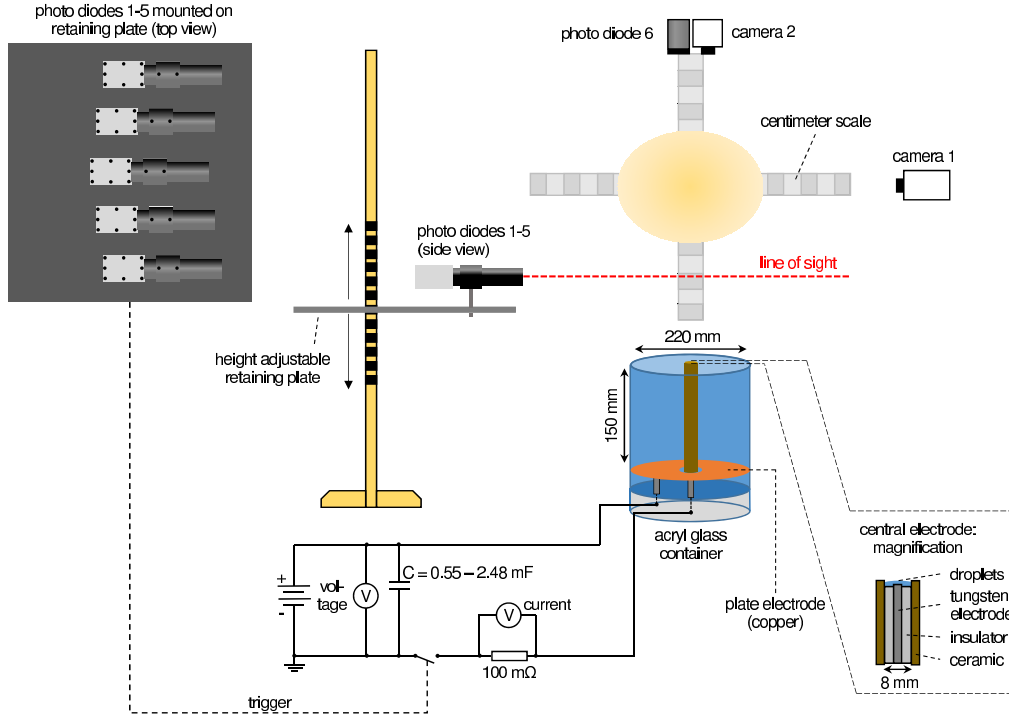 photo diodes 1-5 mounted on
retaining plate (top view)
photo diode 6
camera 2
centimeter scale
camera 1
photo diodes 1-5
(side view)
line of sight
height adjustable
retaining plate
220 mm
150 mm
acryl glass
container
central electrode:
magnification
droplets
tungsten
electrode
insulator
ceramic
8 mm
plate electrode
(copper)
+
-
vol-
tage
V
C = 0.55 – 2.48 mF
V
current
100 mΩ
trigger